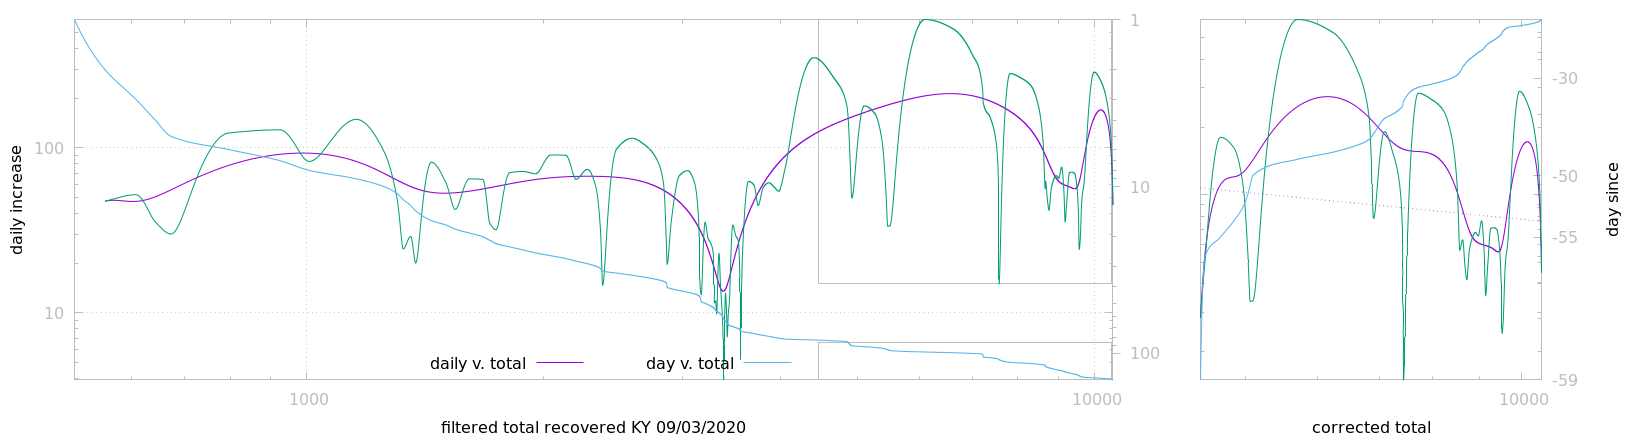 daily increase
100
10
1000
10000
1
10
100
daily v. total
day v. total
filtered total recovered KY 09/03/2020
-30
-50
-55
-59
day since
10000
corrected total